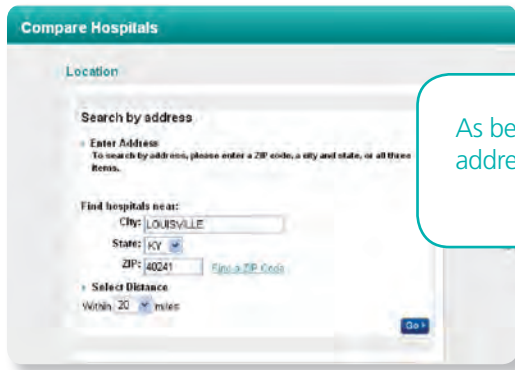 Compare Hospitals
Location
Search by address
Enter Address
To search by address, please enter a ZIP code, a city and state, or all three
items.
Find hospitals near:
City: LOUISVILLE
State: KY
ZIP: 40241 Find a ZIP Code
Select Distance
Within 20 miles
Go
As be
addre